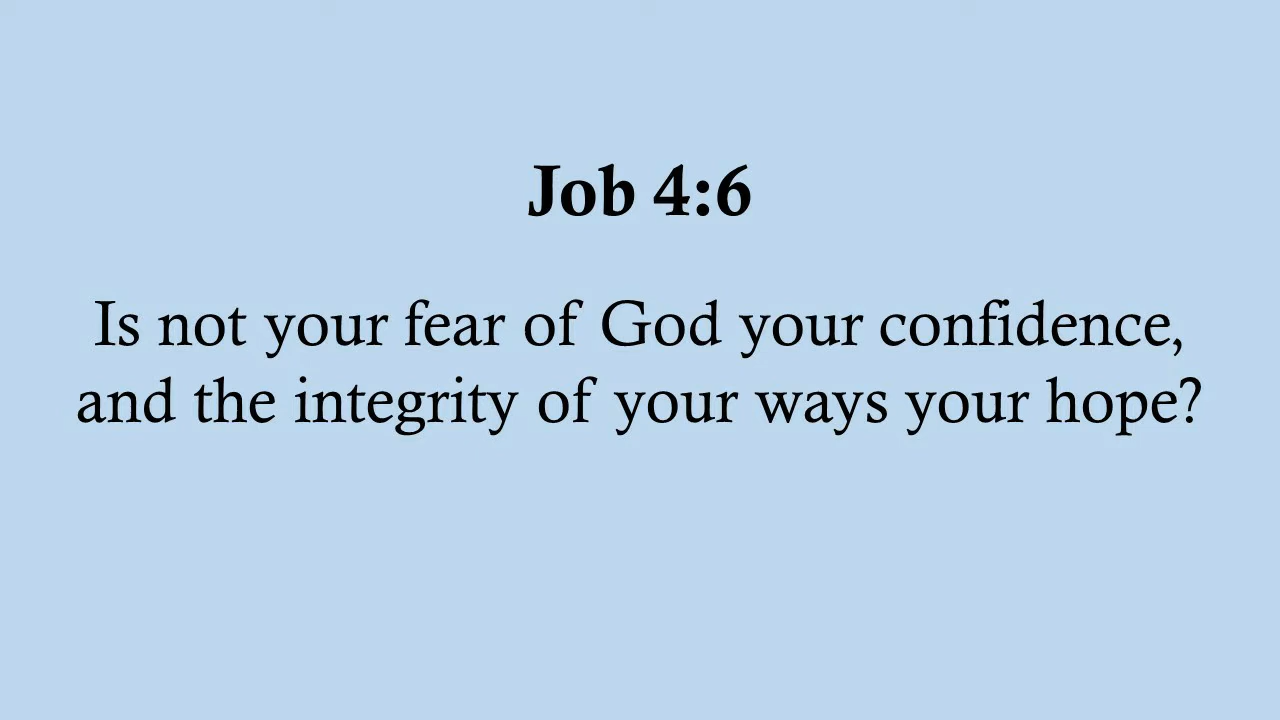 Job 4:6
Is not your fear of God your confidence,
and the integrity of your ways your hope?